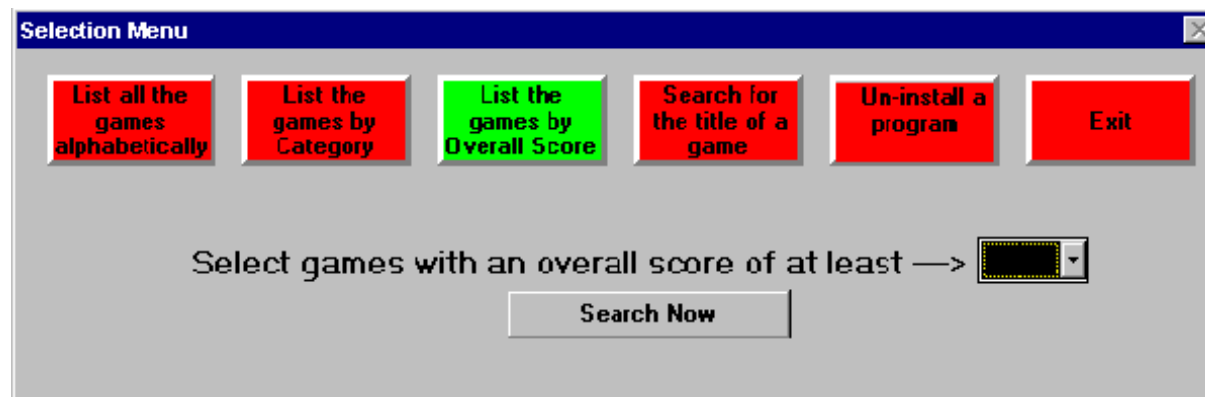 Selection Menu
List all the
games
alphabetically
List the
games by
Category
List the
games by
Overall Score
Search for
the title of a
game
Un-install a
program
Exit
Select games with an overall score of at least —>
Search Now